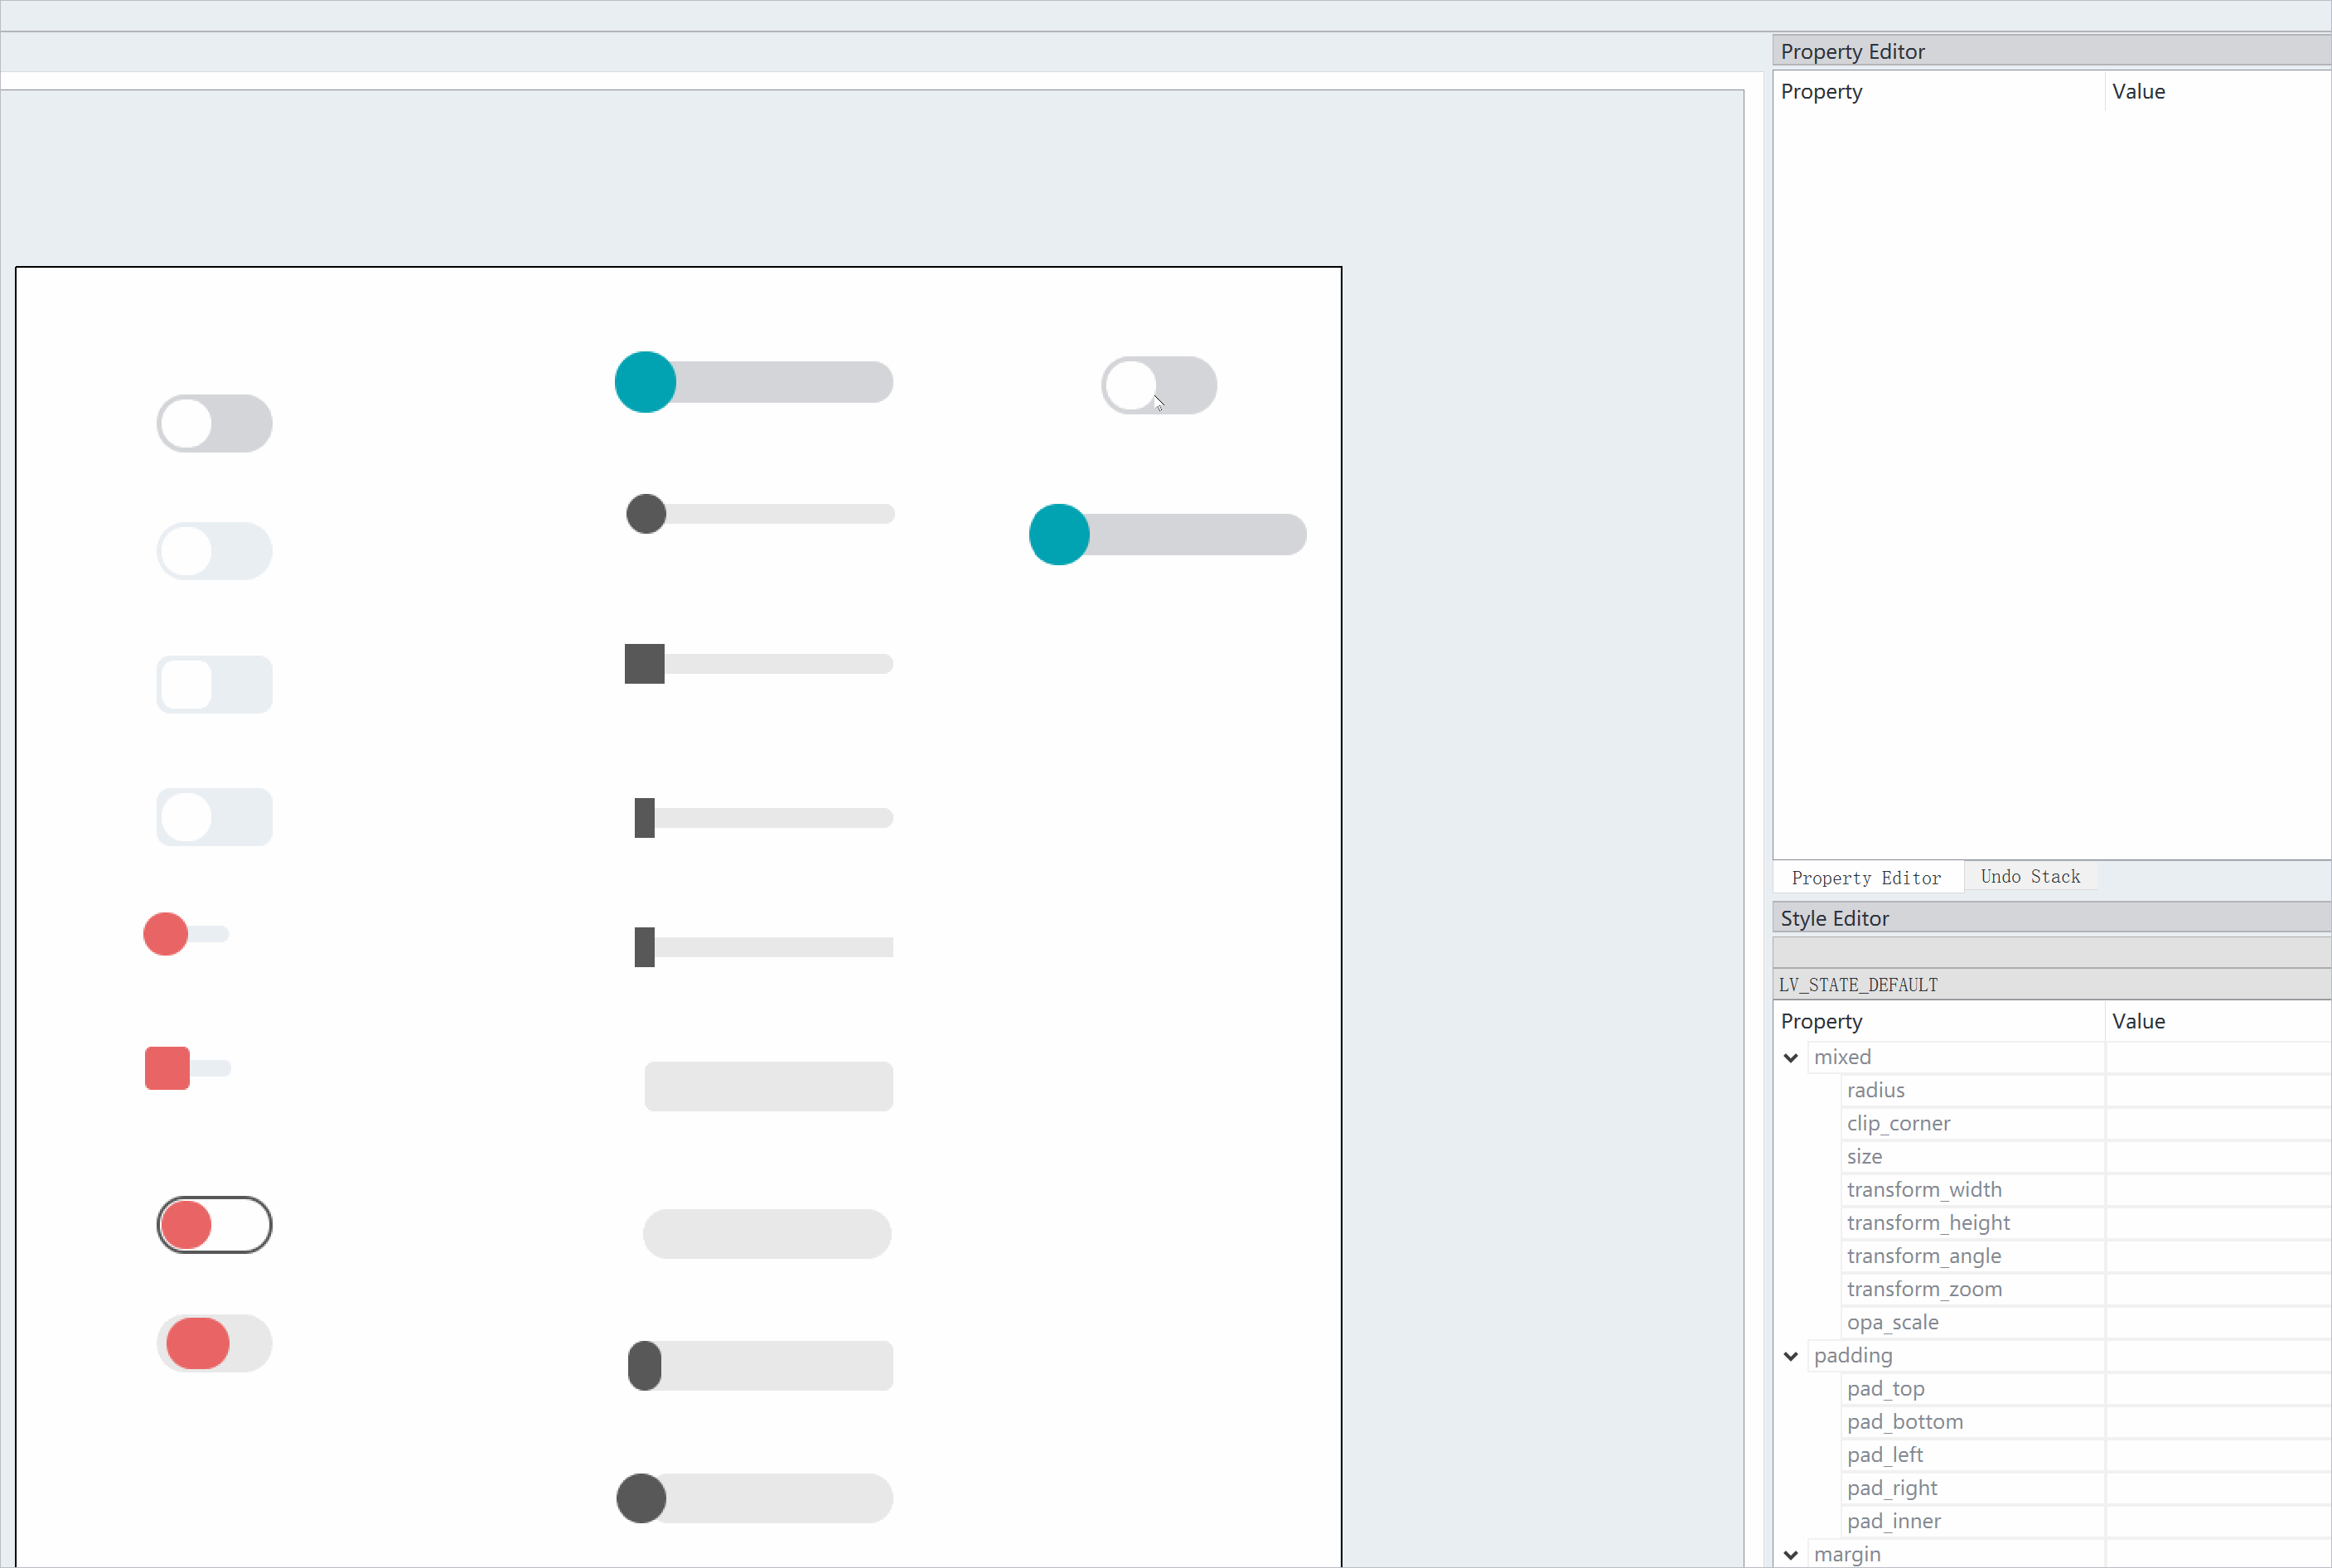 Property Editor
Property Value
Property Editor Undo Stack
Style Editor
LV_STATE_DEFAULT
Property Value
mixed
radius
clip_corner
size
transform_width
transform_height
transform_angle
transform_zoom
opa_scale
padding
pad_top
pad_bottom
pad_left
pad_right
pad_inner
margin